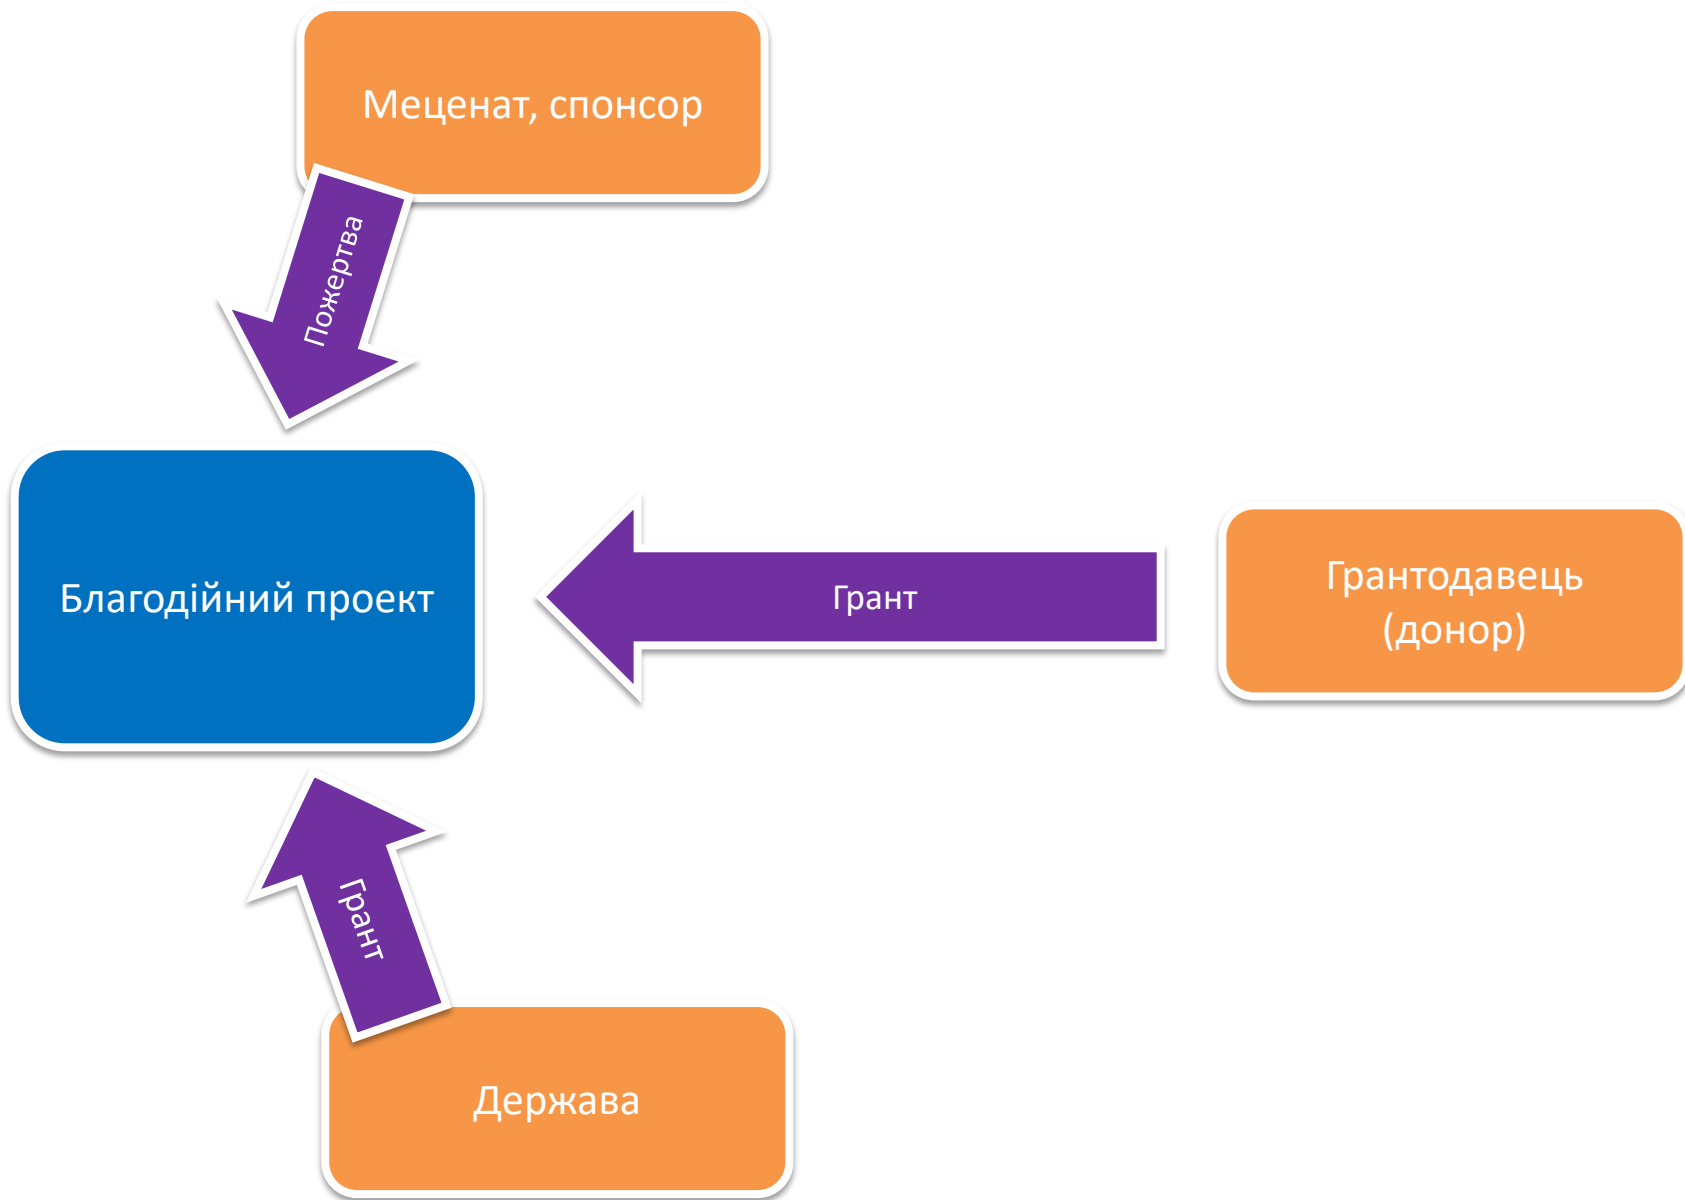 Меценат, спонсор
Пожертва
Благодійний проект
Грант
Грантодавець
(донор)
Грант
Держава